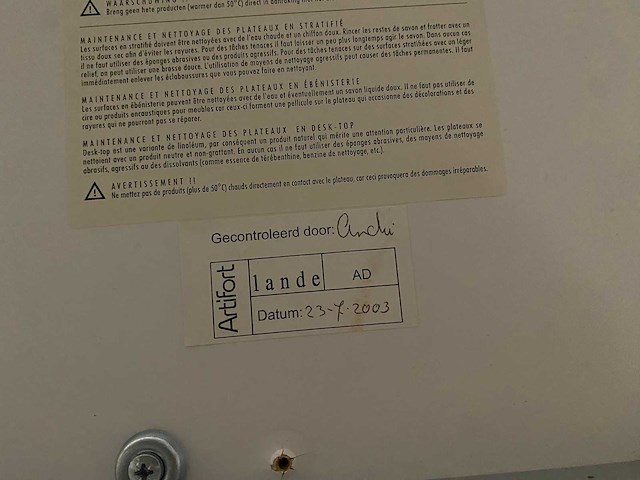 WAARSCHUWING !!
Breng geen hete producten (warmer dan 50°C) direct in aanraking met
MAINTENANCE ET NETTOYAGE DES PLATEAUX EN STRATIFIÉ
Les surfaces en stratifié doivent être nettoyées avec de l'eau chaude et un chiffon doux. Rincer les restes de savon et frotter avec un
tissu doux sec afin d'éviter les rayures. Pour des tâches tenaces il faut laisser un peu plus longtemps agir le savon. Dans aucun cas
il ne faut utiliser des éponges abrasives ou des produits agressifs. Pour des tâches tenaces sur des surfaces stratifiées avec un léger
relief, on peut utiliser une brosse douce. L'utilisation de moyens de nettoyage agressifs peut causer des tâches permanentes. Il faut
immédiatement enlever les éclaboussures que vous pouvez faire en nettoyant.
MAINTENANCE ET NETTOYAGE DES PLATEAUX EN ÉBÉNISTERIE
Les surfaces en ébénisterie peuvent être nettoyées avec de l'eau et éventuellement un savon liquide doux. Il ne faut pas utiliser de
cire ou produits encaustiques pour meubles car ceux-ci forment une pellicule sur le plateau qui occasionne des décolorations et des
rayures qui ne pourront pas se réparer.
MAINTENANCE ET NETTOYAGE DES PLATEAUX EN DESK-TOP
Desk-top est une variante de linoléum, par conséquent un produit naturel qui mérite une attention particulière. Les plateaux se
nettoient avec un produit neutre et non-grattant. En aucun cas il ne faut utiliser des éponges abrasives, des moyens de nettoyage
abrasifs, agressifs ou des dissolvants (comme essence de térébenthine, benzine de nettoyage, etc).
AVERTISSEMENT !!
Ne mettez pas de produits (plus de 50°C) chauds directement en contact avec le plateau, car ceci provoquera des dommages irréparables.
Gecontroleerd door: André
Artifort
lande AD
Datum: 23-7-2003